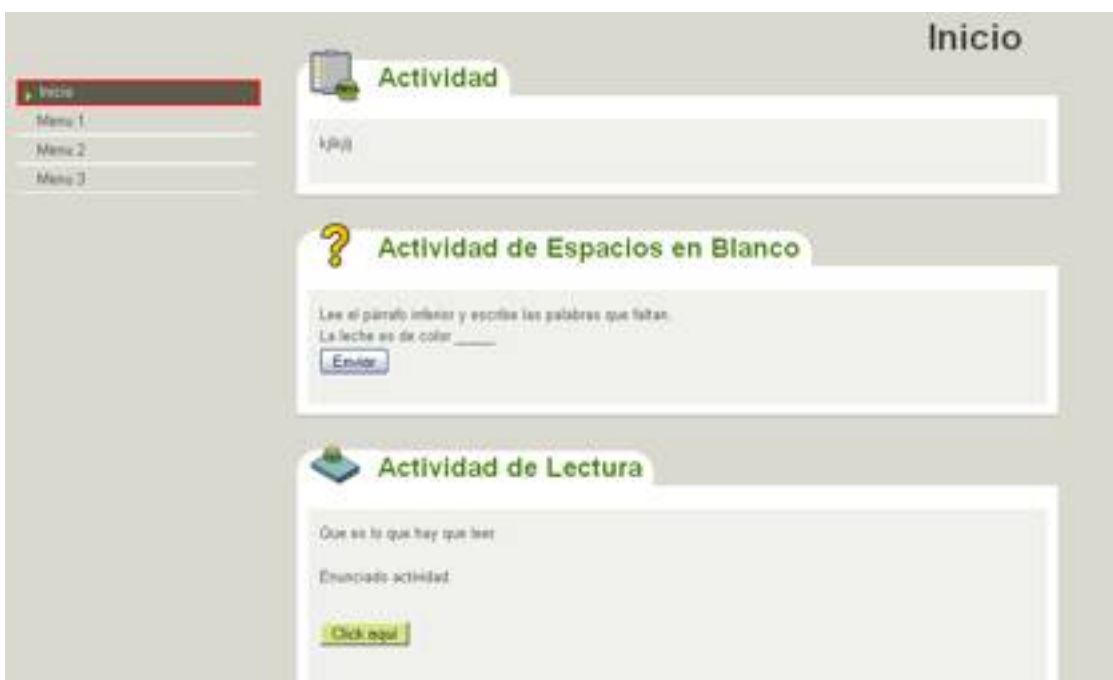 Inicio
Inicio
Menu 1
Menu 2
Menu 3
Actividad
Actividad de Espacios en Blanco
Lee el párrafo inferior y escribe las palabras que faltan.
La leche es de color _____
Enviar
Actividad de Lectura
Que es lo que hay que leer
Enunciado actividad
Click aquí